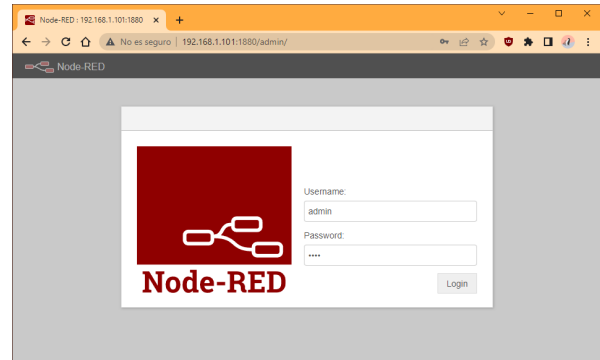 Node-RED : 192.168.1.101:1880
No es seguro | 192.168.1.101:1880/admin/
Node-RED
Username:
admin
Password:
••••
Node-RED
Login